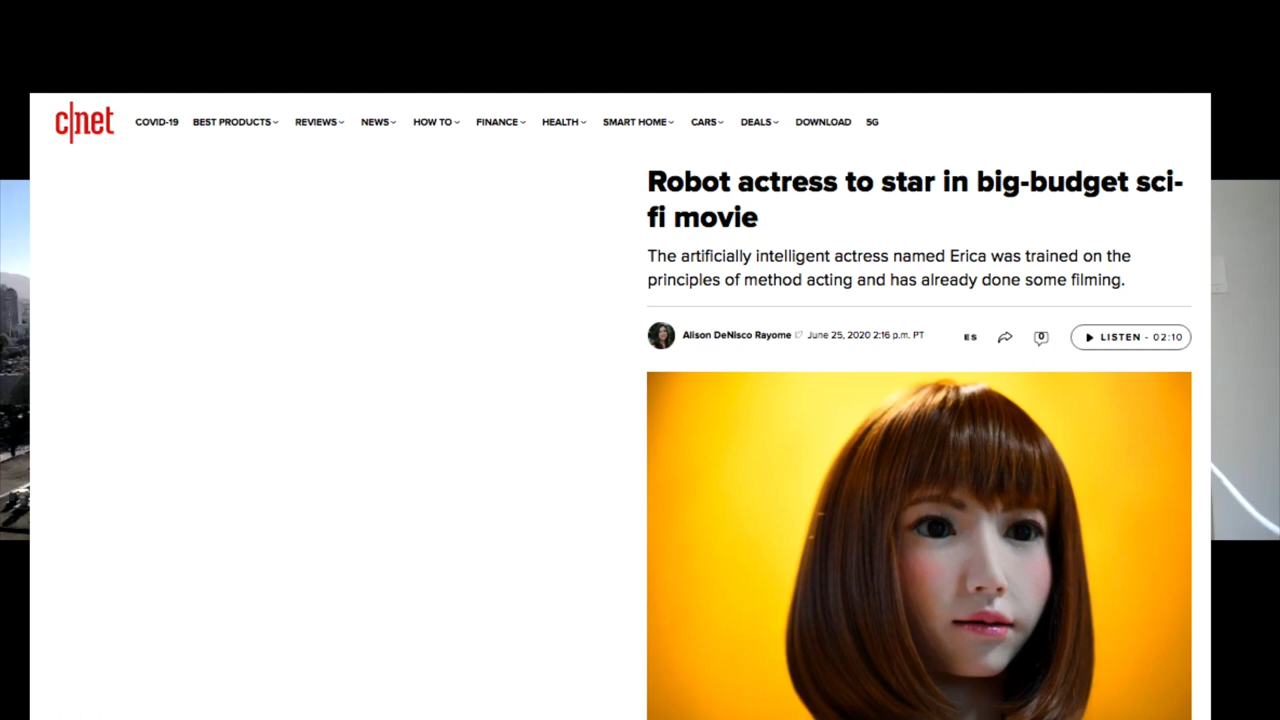 c|net
COVID-19 BEST PRODUCTS REVIEWS NEWS HOW TO FINANCE HEALTH SMART HOME CARS DEALS DOWNLOAD 5G
Robot actress to star in big-budget sci-
fi movie
The artificially intelligent actress named Erica was trained on the
principles of method acting and has already done some filming.
Alison DeNisco Rayome June 25, 2020 2:16 p.m. PT ES 0 LISTEN - 02:10